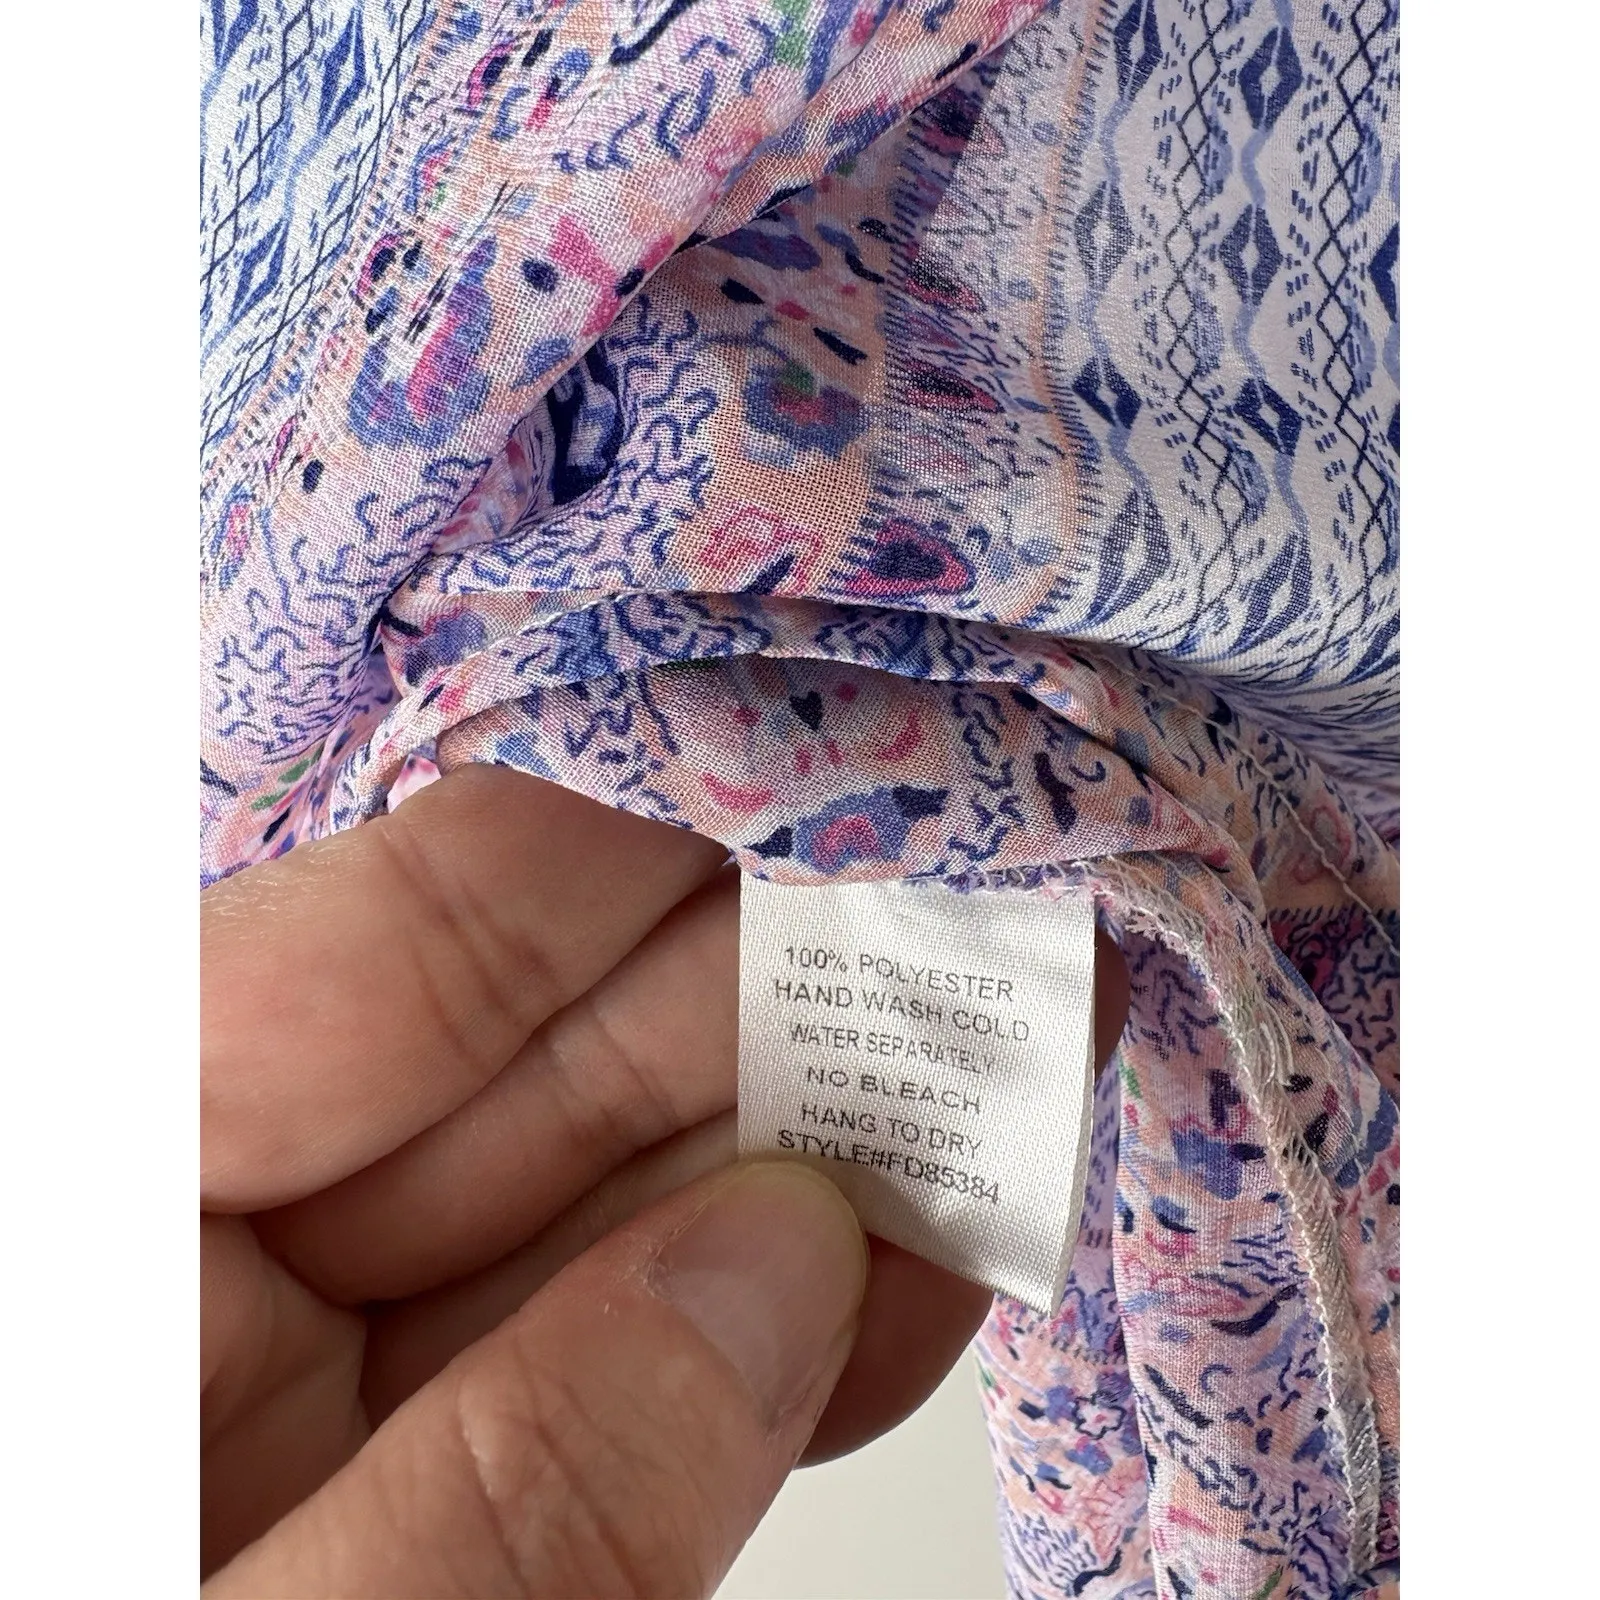 100% POLYESTER
HAND WASH COLD
WATER SEPARATELY
NO BLEACH
HANG TO DRY
STYLE#FD85384